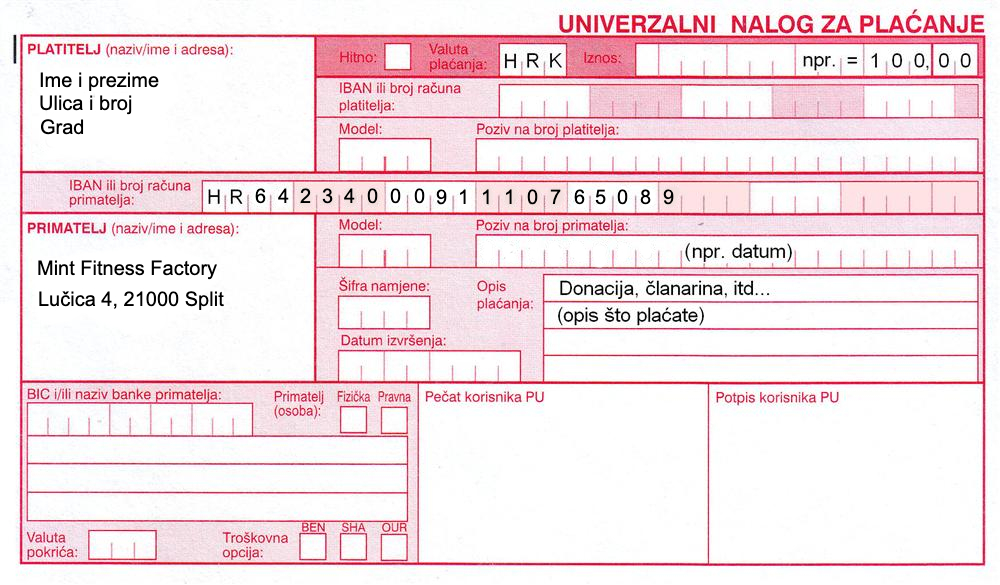 UNIVERZALNI NALOG ZA PLAĆANJE
PLATITELJ (naziv/ime i adresa):
Ime i prezime
Ulica i broj
Grad
Hitno:
Valuta
plaćanja:
HRK
Iznos:
npr. = 100,00
IBAN ili broj računa
platitelja:
Model:
Poziv na broj platitelja:
IBAN ili broj računa
primatelja:
HR6423400091110765089
PRIMATELJ (naziv/ime i adresa):
Mint Fitness Factory
Lučica 4, 21000 Split
Model:
Poziv na broj primatelja:
(npr. datum)
Šifra namjene:
Opis
plaćanja:
Donacija, članarina, itd...
(opis što plaćate)
Datum izvršenja:
BIC i/ili naziv banke primatelja:
Primatelj
(osoba):
Fizička
Pravna
Pečat korisnika PU
Potpis korisnika PU
Valuta
pokrića:
Troškovna
opcija:
BEN
SHA
OUR